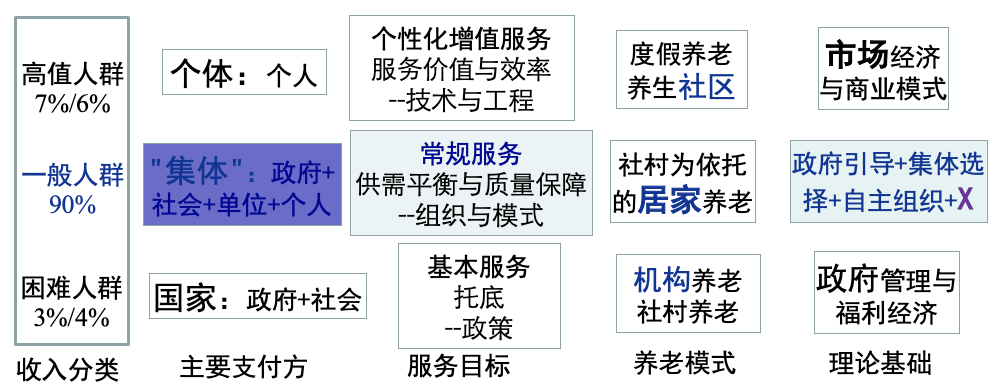 高值人群
7%/6%
个体：个人
个性化增值服务
服务价值与效率
--技术与工程
度假养老
养生社区
市场经济
与商业模式
一般人群
90%
"集体"：政府+
社会+单位+个人
常规服务
供需平衡与质量保障
--组织与模式
社村为依托
的居家养老
政府引导+集体选
择+自主组织+X
困难人群
3%/4%
国家：政府+社会
基本服务
托底
--政策
机构养老
社村养老
政府管理与
福利经济
收入分类
主要支付方
服务目标
养老模式
理论基础